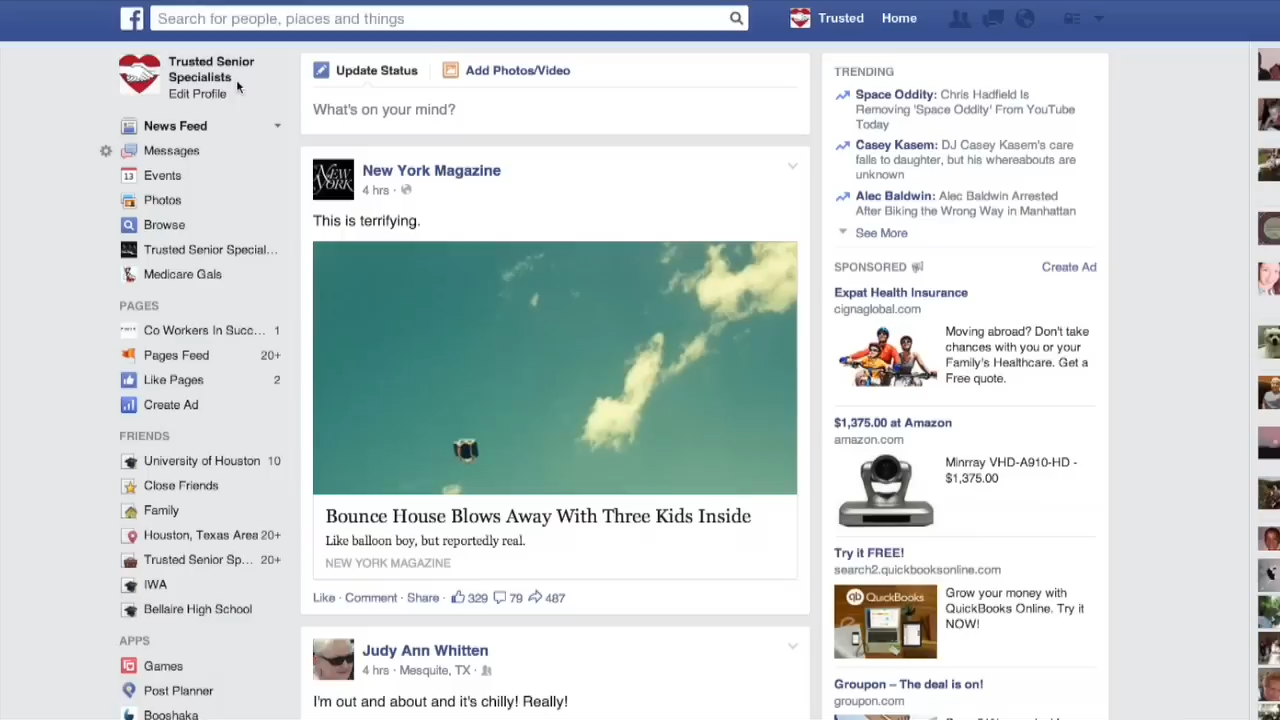 Search for people, places and things
Trusted
Home
Trusted Senior
Specialists
Edit Profile
News Feed
Messages
13 Events
Photos
Browse
Trusted Senior Special...
Medicare Gals
PAGES
Co Workers In Succ... 1
Pages Feed 20+
Like Pages 2
Create Ad
FRIENDS
University of Houston 10
Close Friends
Family
Houston, Texas Area 20+
Trusted Senior Sp... 20+
IWA
Bellaire High School
APPS
Games
Post Planner
Booshaka
Update Status
Add Photos/Video
What's on your mind?
NEW
YORK
New York Magazine
4 hrs ·
This is terrifying.
Bounce House Blows Away With Three Kids Inside
Like balloon boy, but reportedly real.
NEW YORK MAGAZINE
Like · Comment · Share · 329 79 487
Judy Ann Whitten
4 hrs · Mesquite, TX ·
I'm out and about and it's chilly! Really!
TRENDING
Space Oddity: Chris Hadfield Is
Removing 'Space Oddity' From YouTube
Today
Casey Kasem: DJ Casey Kasem's care
falls to daughter, but his whereabouts are
unknown
Alec Baldwin: Alec Baldwin Arrested
After Biking the Wrong Way in Manhattan
See More
SPONSORED
Create Ad
Expat Health Insurance
cignaglobal.com
Moving abroad? Don't take
chances with you or your
Family's Healthcare. Get a
Free quote.
$1,375.00 at Amazon
amazon.com
Minrray VHD-A910-HD -
$1,375.00
Try it FREE!
search2.quickbooksonline.com
qb QuickBooks
Grow your money with
QuickBooks Online. Try it
NOW!
Groupon – The deal is on!
groupon.com